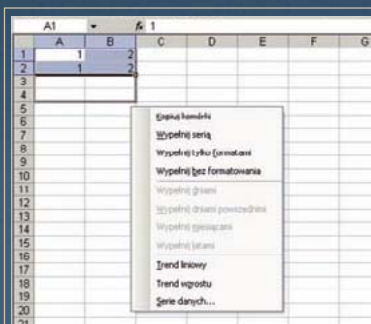 A1 fx 1
A B C D E F G
1 1 2
2 1 2
3
4
5
6
7
8
9
10
11
12
13
14
15
16
17
18
19
20
21
Kopiuj komórki
Wypełnij serią
Wypełnij tylko formatami
Wypełnij bez formatowania
Wypełnij dniami
Wypełnij dniami powszednimi
Wypełnij miesiącami
Wypełnij latami
Trend liniowy
Trend wzrostu
Serie danych...